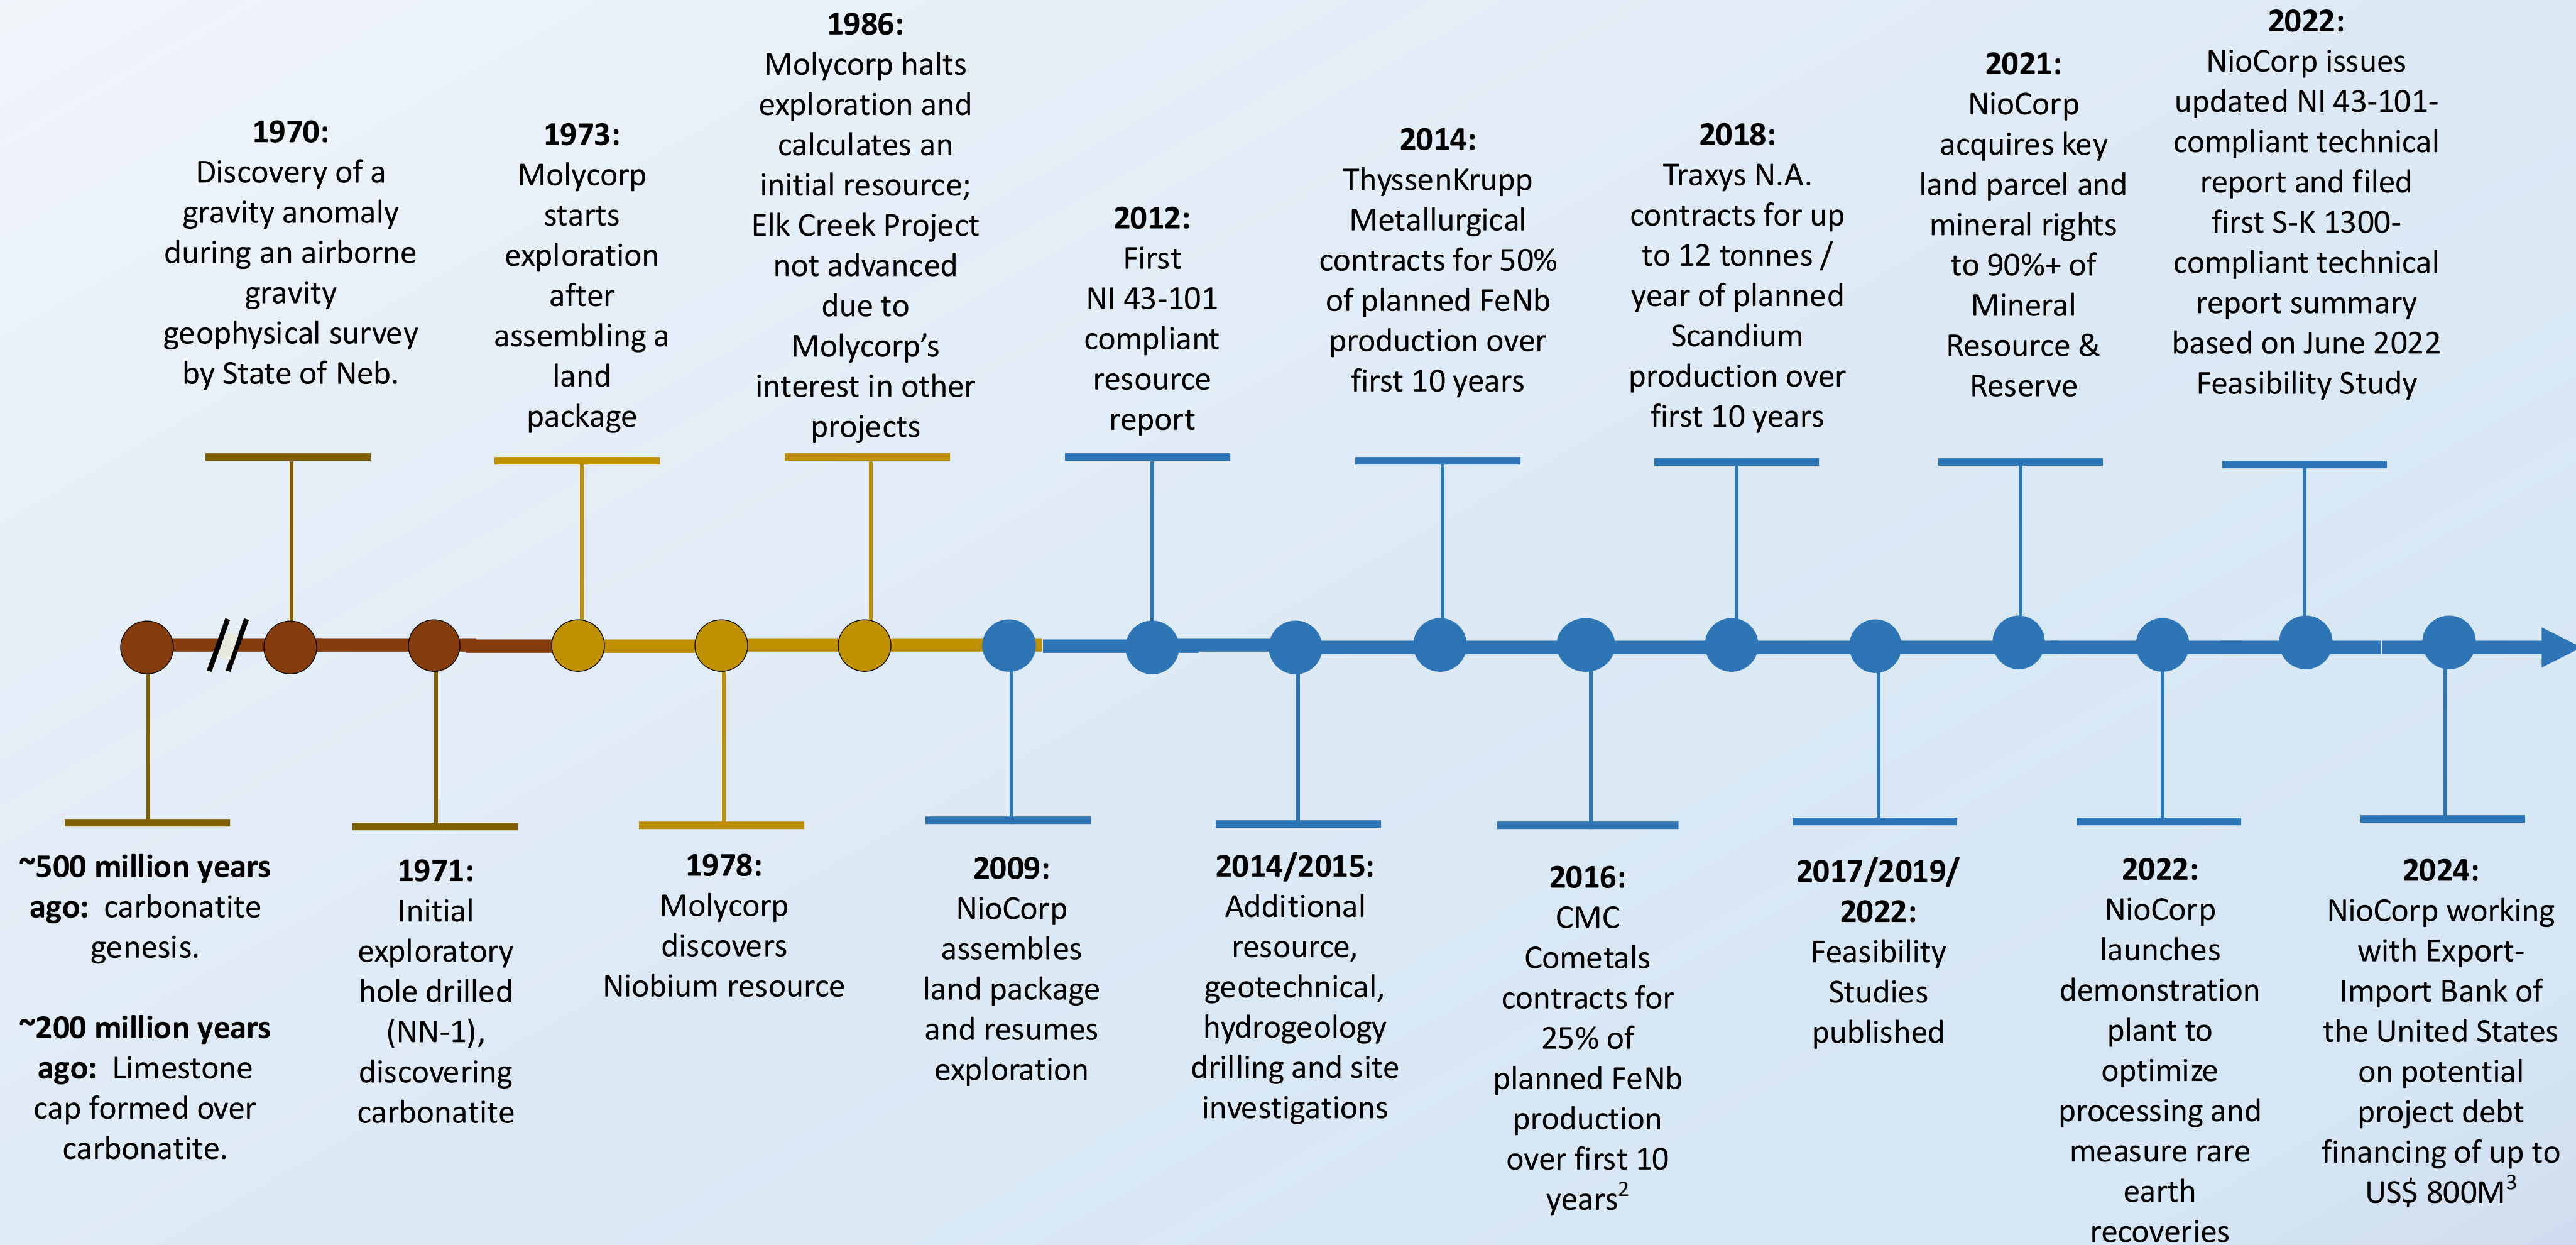 1970:
Discovery of a
gravity anomaly
during an airborne
gravity
geophysical survey
by State of Neb.
1973:
Molycorp
starts
exploration
after
assembling a
land
package
1986:
Molycorp halts
exploration and
calculates an
initial resource;
Elk Creek Project
not advanced
due to
Molycorp’s
interest in other
projects
2012:
First
NI 43-101
compliant
resource
report
2014:
ThyssenKrupp
Metallurgical
contracts for 50%
of planned FeNb
production over
first 10 years
2018:
Traxys N.A.
contracts for up
to 12 tonnes /
year of planned
Scandium
production over
first 10 years
2021:
NioCorp
acquires key
land parcel and
mineral rights
to 90%+ of
Mineral
Resource &
Reserve
2022:
NioCorp issues
updated NI 43-101-
compliant technical
report and filed
first S-K 1300-
compliant technical
report summary
based on June 2022
Feasibility Study
~500 million years
ago: carbonatite
genesis.
~200 million years
ago: Limestone
cap formed over
carbonatite.
1971:
Initial
exploratory
hole drilled
(NN-1),
discovering
carbonatite
1978:
Molycorp
discovers
Niobium resource
2009:
NioCorp
assembles
land package
and resumes
exploration
2014/2015:
Additional
resource,
geotechnical,
hydrogeology
drilling and site
investigations
2016:
CMC
Cometals
contracts for
25% of
planned FeNb
production
over first 10
years²
2017/2019/
2022:
Feasibility
Studies
published
2022:
NioCorp
launches
demonstration
plant to
optimize
processing and
measure rare
earth
recoveries
2024:
NioCorp working
with Export-
Import Bank of
the United States
on potential
project debt
financing of up to
US$ 800M³